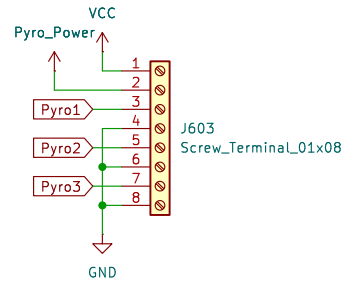 VCC
Pyro_Power
1
2
Pyro1 3
4 J603
Pyro2 5 Screw_Terminal_01x08
6
Pyro3 7
8
GND